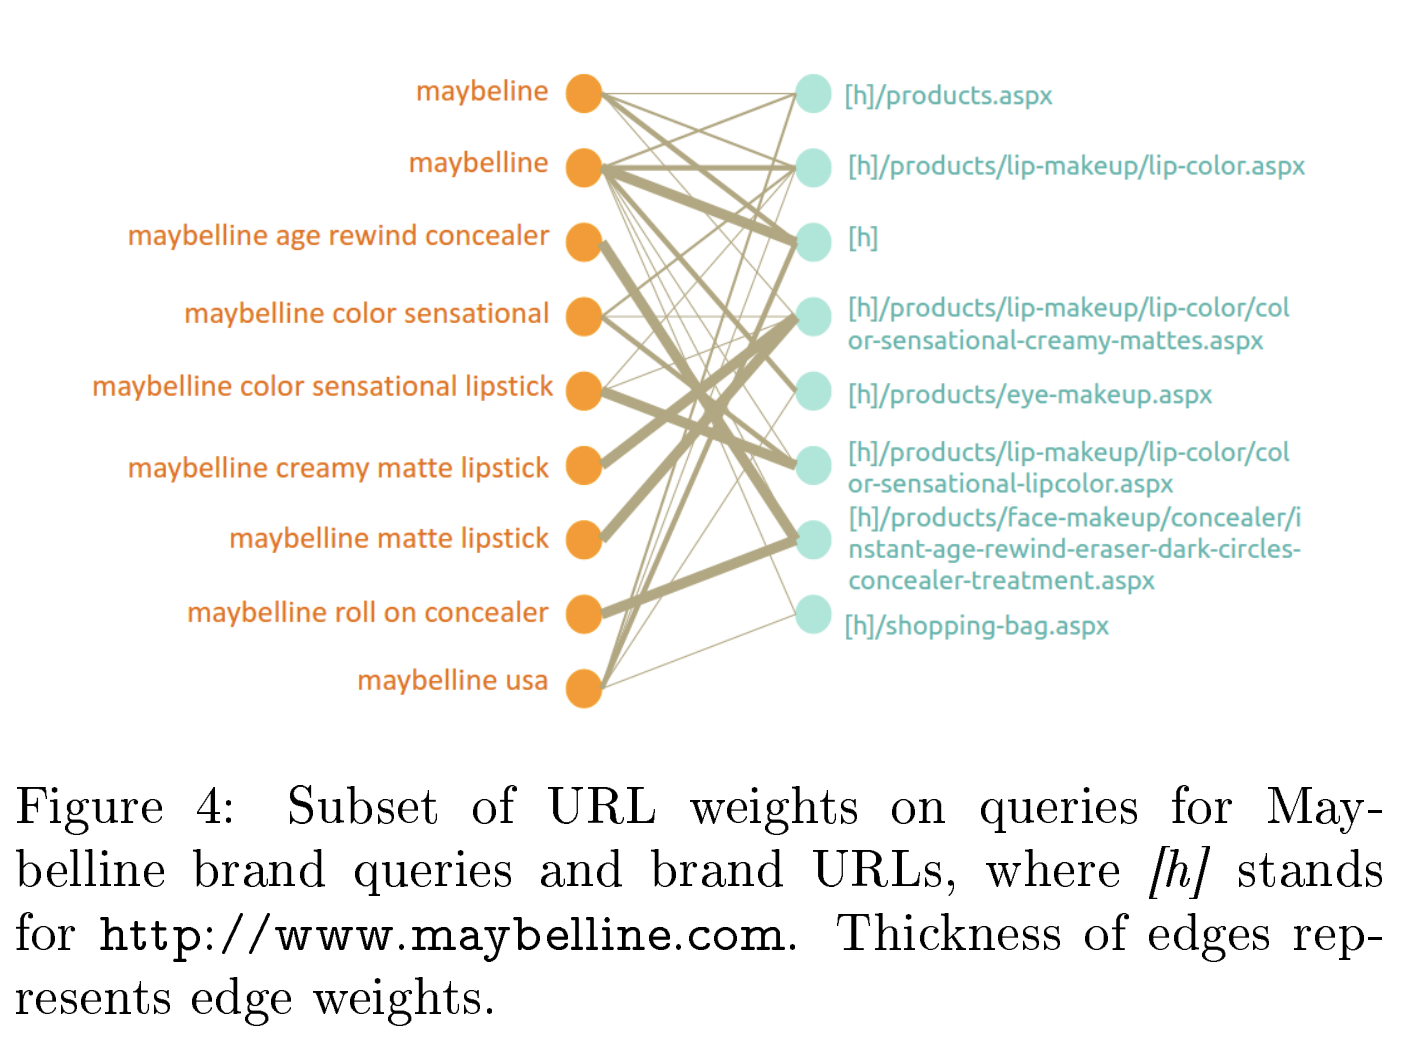 maybeline
maybelline
maybelline age rewind concealer
maybelline color sensational
maybelline color sensational lipstick
maybelline creamy matte lipstick
maybelline matte lipstick
maybelline roll on concealer
maybelline usa
[h]/products.aspx
[h]/products/lip-makeup/lip-color.aspx
[h]
[h]/products/lip-makeup/lip-color/col
or-sensational-creamy-mattes.aspx
[h]/products/eye-makeup.aspx
[h]/products/lip-makeup/lip-color/col
or-sensational-lipcolor.aspx
[h]/products/face-makeup/concealer/i
nstant-age-rewind-eraser-dark-circles-
concealer-treatment.aspx
[h]/shopping-bag.aspx
Figure 4: Subset of URL weights on queries for May-
belline brand queries and brand URLs, where [h] stands
for http://www.maybelline.com. Thickness of edges rep-
resents edge weights.